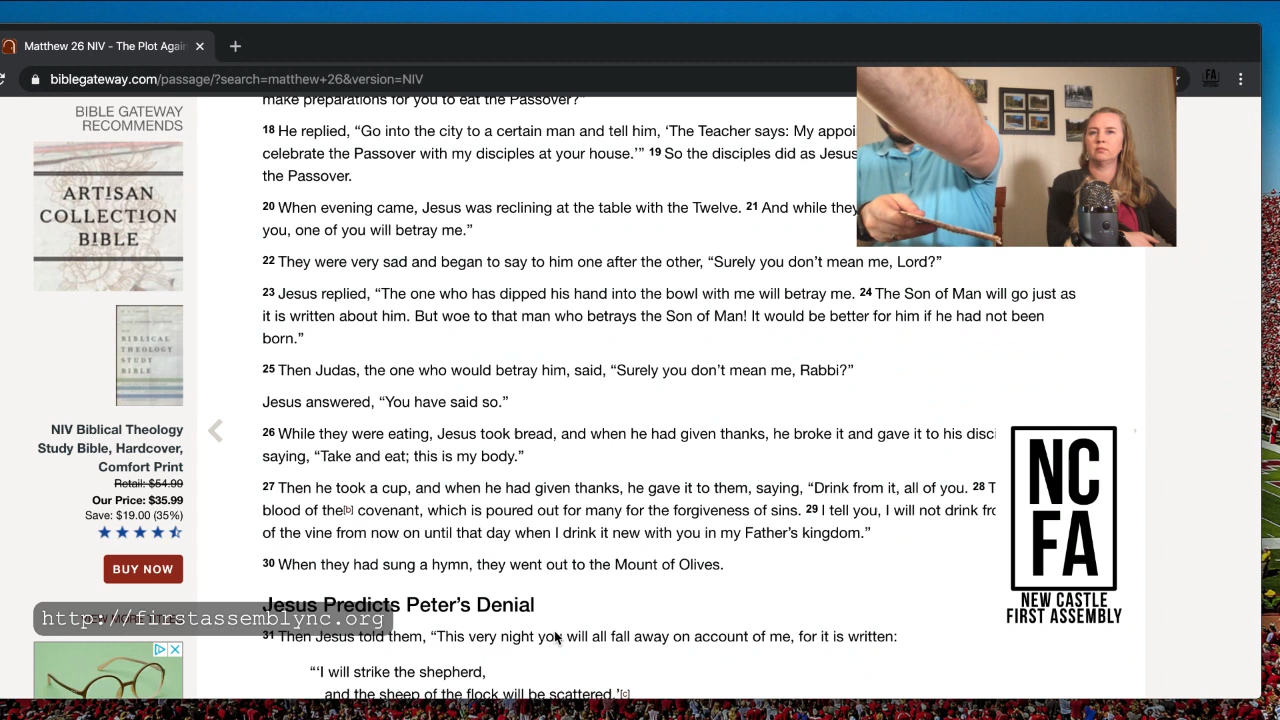 Matthew 26 NIV - The Plot Again
biblegateway.com/passage/?search=matthew+26&version=NIV
FA
BIBLE GATEWAY
RECOMMENDS
ARTISAN
COLLECTION
BIBLE
BIBLICAL
THEOLOGY
STUDY
BIBLE
NIV Biblical Theology
Study Bible, Hardcover,
Comfort Print
Retail: $54.99
Our Price: $35.99
Save: $19.00 (35%)
BUY NOW
http://firstassemblync.org
make preparations for you to eat the Passover?”
18 He replied, “Go into the city to a certain man and tell him, ‘The Teacher says: My appoi
celebrate the Passover with my disciples at your house.’” 19 So the disciples did as Jesus
the Passover.
20 When evening came, Jesus was reclining at the table with the Twelve. 21 And while they
you, one of you will betray me.”
22 They were very sad and began to say to him one after the other, “Surely you don’t mean me, Lord?”
23 Jesus replied, “The one who has dipped his hand into the bowl with me will betray me. 24 The Son of Man will go just as
it is written about him. But woe to that man who betrays the Son of Man! It would be better for him if he had not been
born.”
25 Then Judas, the one who would betray him, said, “Surely you don’t mean me, Rabbi?”
Jesus answered, “You have said so.”
26 While they were eating, Jesus took bread, and when he had given thanks, he broke it and gave it to his disci
saying, “Take and eat; this is my body.”
27 Then he took a cup, and when he had given thanks, he gave it to them, saying, “Drink from it, all of you. 28 T
blood of the[b] covenant, which is poured out for many for the forgiveness of sins. 29 I tell you, I will not drink fr
of the vine from now on until that day when I drink it new with you in my Father’s kingdom.”
30 When they had sung a hymn, they went out to the Mount of Olives.
Jesus Predicts Peter’s Denial
31 Then Jesus told them, “This very night you will all fall away on account of me, for it is written:
“‘I will strike the shepherd,
and the sheep of the flock will be scattered.’[c]
NC
FA
NEW CASTLE
FIRST ASSEMBLY